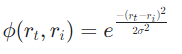 ϕ(r_t, r_i) = e^{\frac{-(r_t - r_i)^2}{2σ^2}}